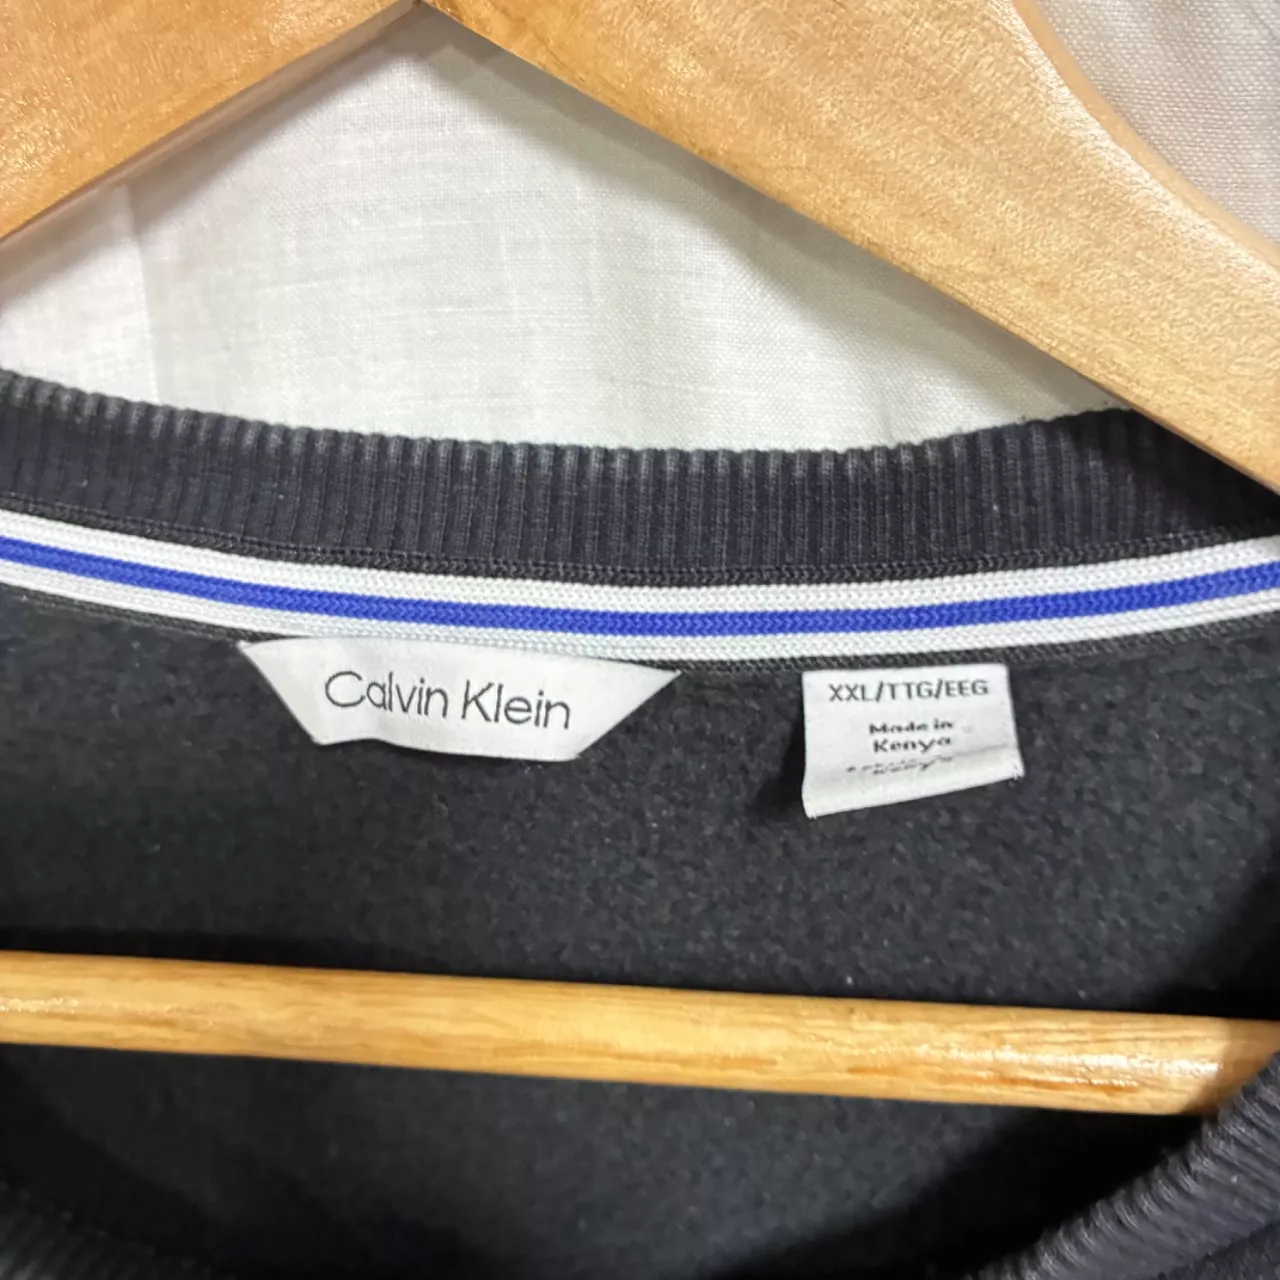 Calvin Klein
XXL/TTG/EEG
Made in
Kenya